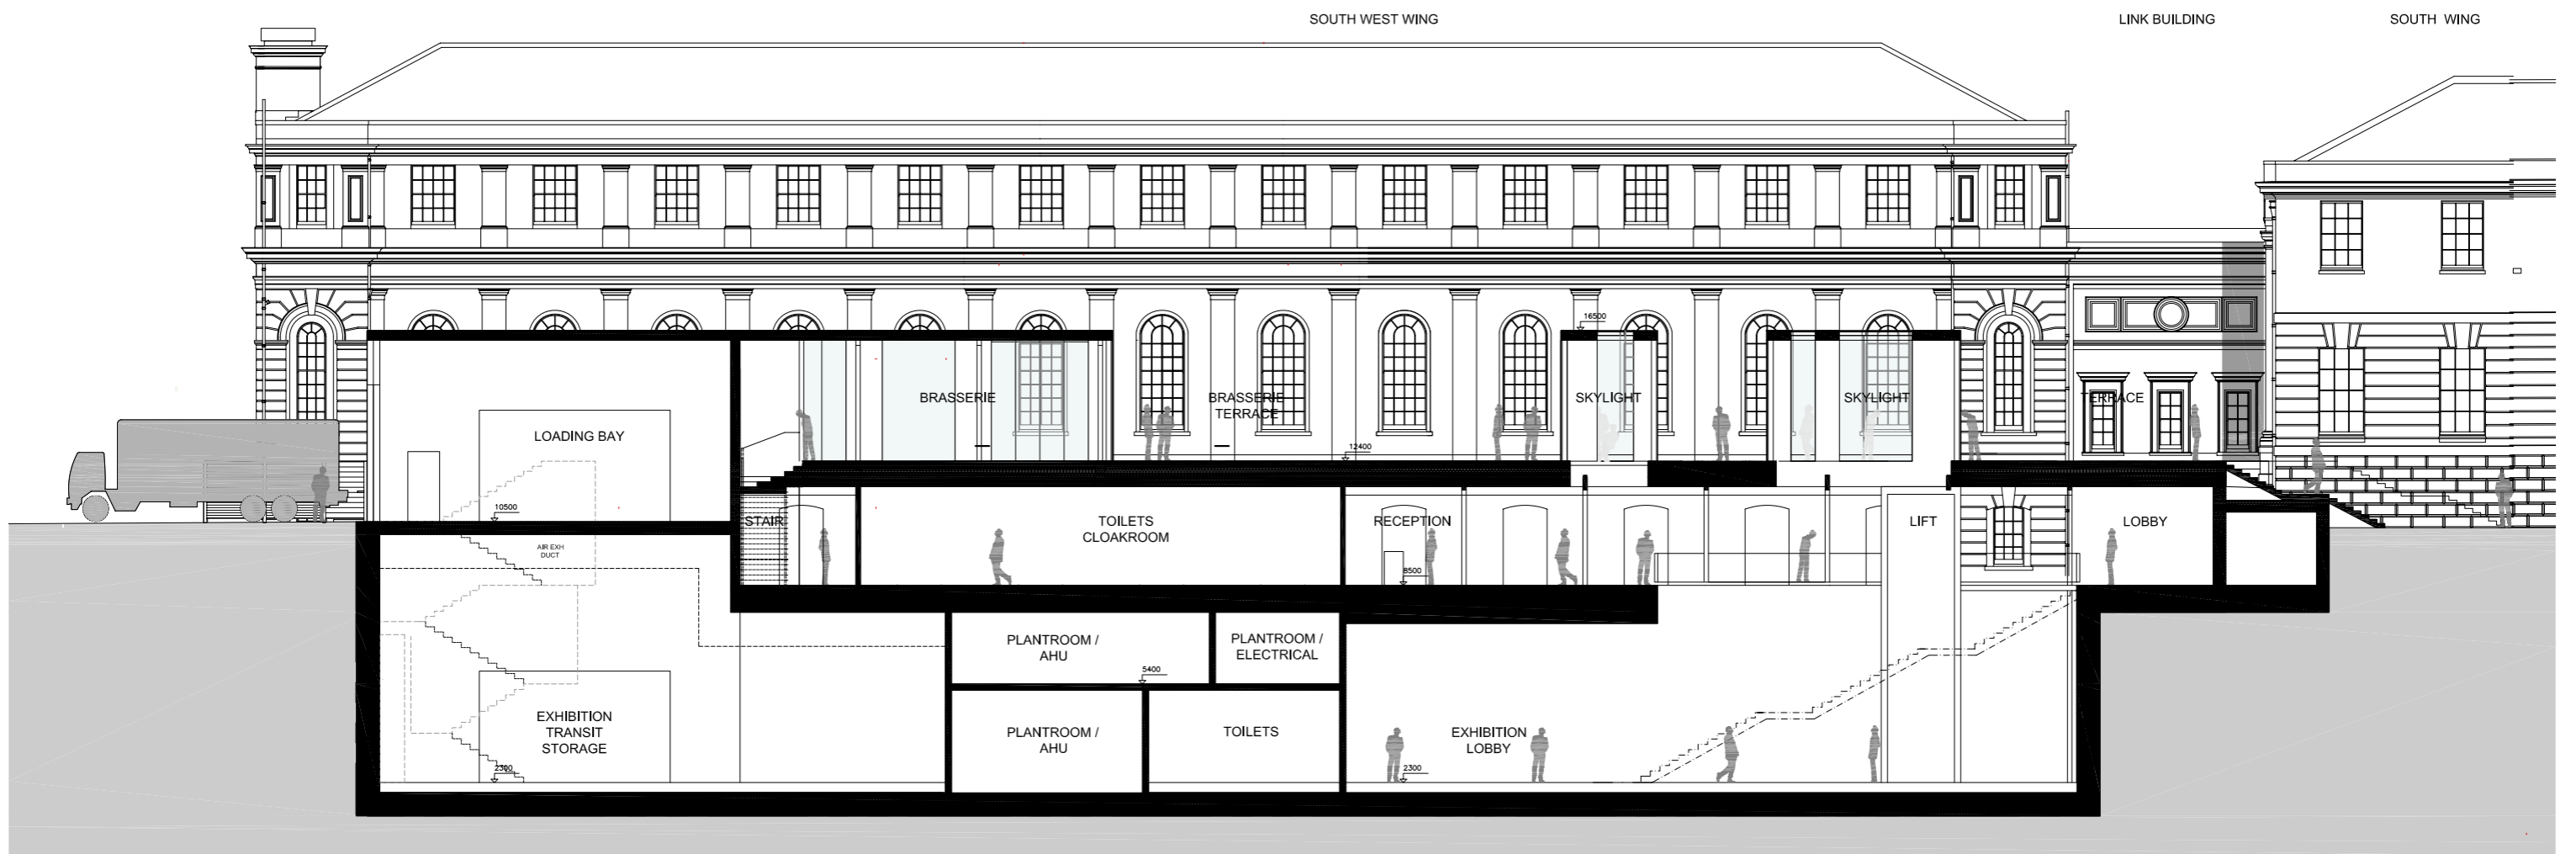 SOUTH WEST WING
LINK BUILDING
SOUTH WING
16500
BRASSERIE
BRASSERIE
TERRACE
SKYLIGHT
SKYLIGHT
TERRACE
LOADING BAY
12400
10500
STAIR
TOILETS
CLOAKROOM
RECEPTION
LIFT
LOBBY
AIR EXH
DUCT
8500
PLANTROOM /
AHU
PLANTROOM /
ELECTRICAL
5400
EXHIBITION
TRANSIT
STORAGE
PLANTROOM /
AHU
TOILETS
EXHIBITION
LOBBY
2300
2300